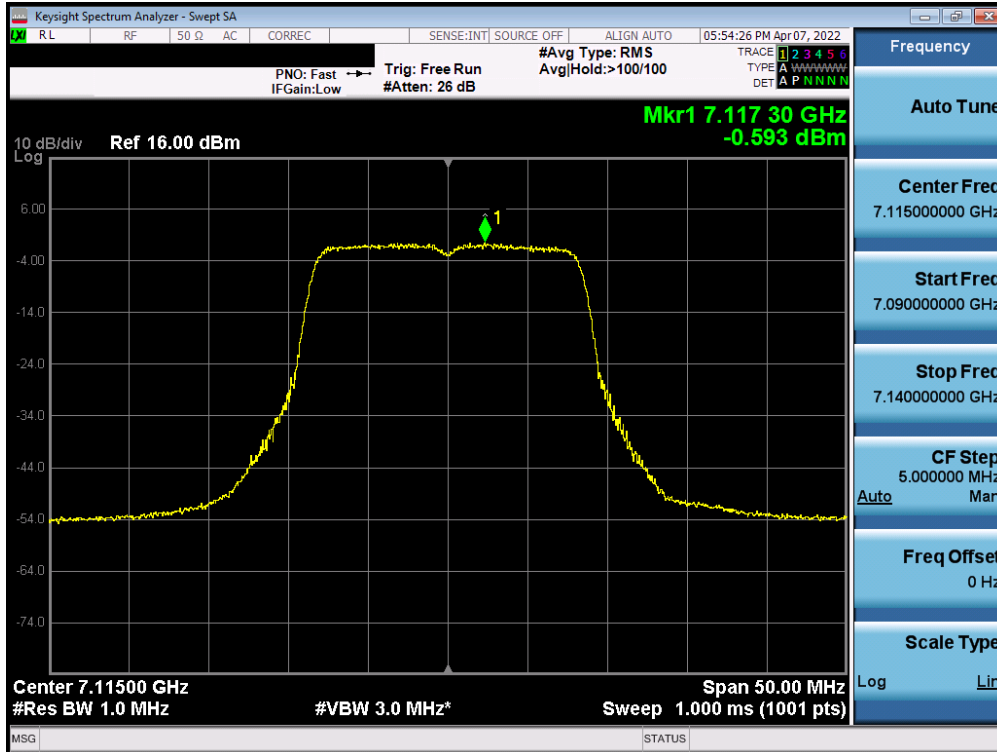 Keysight Spectrum Analyzer - Swept SA
LXI RL RF 50 Ω AC CORREC SENSE:INT SOURCE OFF ALIGN AUTO 05:54:26 PM Apr 07, 2022
PNO: Fast
IFGain:Low
Trig: Free Run
#Atten: 26 dB
#Avg Type: RMS
Avg|Hold:>100/100
TRACE 1 2 3 4 5 6
TYPE A WWWWW
DET A P N N N N
Mkr1 7.117 30 GHz
-0.593 dBm
10 dB/div
Log
Ref 16.00 dBm
1
6.00
-4.00
-14.0
-24.0
-34.0
-44.0
-54.0
-64.0
-74.0
Center 7.11500 GHz
Span 50.00 MHz
#Res BW 1.0 MHz
#VBW 3.0 MHz*
Sweep 1.000 ms (1001 pts)
MSG
STATUS
Frequency
Auto Tune
Center Freq
7.115000000 GHz
Start Freq
7.090000000 GHz
Stop Freq
7.140000000 GHz
CF Step
5.000000 MHz
Auto Man
Freq Offset
0 Hz
Scale Type
Log Lin